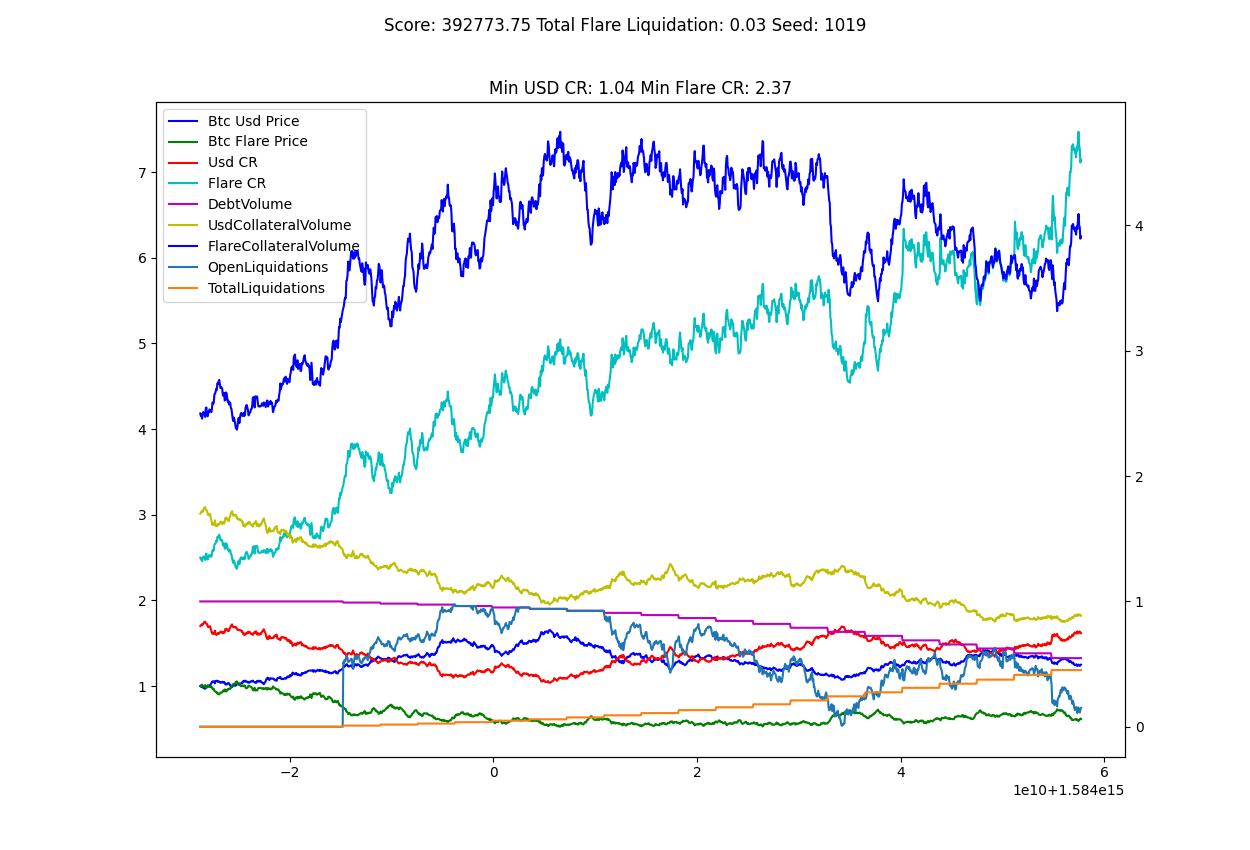 Score: 392773.75 Total Flare Liquidation: 0.03 Seed: 1019
Min USD CR: 1.04 Min Flare CR: 2.37
Btc Usd Price
Btc Flare Price
Usd CR
Flare CR
DebtVolume
UsdCollateralVolume
FlareCollateralVolume
OpenLiquidations
TotalLiquidations
7
6
5
4
3
2
1
4
3
2
1
0
−2
0
2
4
6
1e10+1.584e15